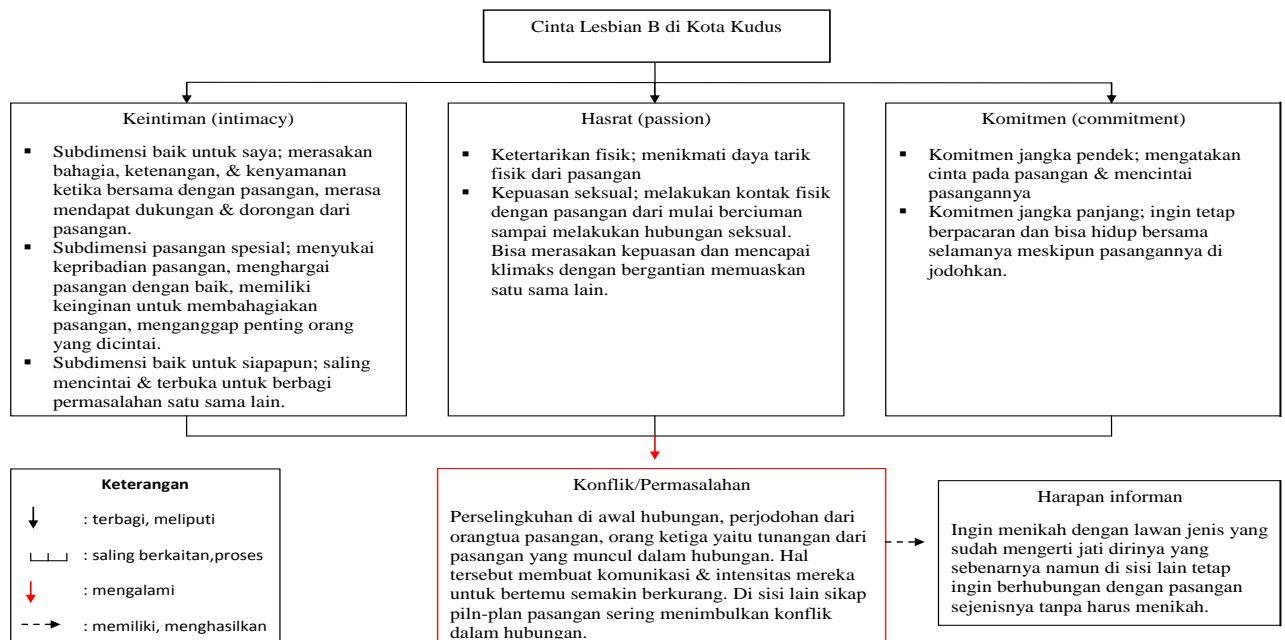 Cinta Lesbian B di Kota Kudus
Keintiman (intimacy)
▪ Subdimensi baik untuk saya; merasakan
bahagia, ketenangan, & kenyamanan
ketika bersama dengan pasangan, merasa
mendapat dukungan & dorongan dari
pasangan.
▪ Subdimensi pasangan spesial; menyukai
kepribadian pasangan, menghargai
pasangan dengan baik, memiliki
keinginan untuk membahagiakan
pasangan, menganggap penting orang
yang dicintai.
▪ Subdimensi baik untuk siapapun; saling
mencintai & terbuka untuk berbagi
permasalahan satu sama lain.
Hasrat (passion)
▪ Ketertarikan fisik; menikmati daya tarik
fisik dari pasangan
▪ Kepuasan seksual; melakukan kontak fisik
dengan pasangan dari mulai berciuman
sampai melakukan hubungan seksual.
Bisa merasakan kepuasan dan mencapai
klimaks dengan bergantian memuaskan
satu sama lain.
Komitmen (commitment)
▪ Komitmen jangka pendek; mengatakan
cinta pada pasangan & mencintai
pasangannya
▪ Komitmen jangka panjang; ingin tetap
berpacaran dan bisa hidup bersama
selamanya meskipun pasangannya di
jodohkan.
Keterangan
: terbagi, meliputi
: saling berkaitan,proses
: mengalami
: memiliki, menghasilkan
Konflik/Permasalahan
Perselingkuhan di awal hubungan, perjodohan dari
orangtua pasangan, orang ketiga yaitu tunangan dari
pasangan yang muncul dalam hubungan. Hal
tersebut membuat komunikasi & intensitas mereka
untuk bertemu semakin berkurang. Di sisi lain sikap
piln-plan pasangan sering menimbulkan konflik
dalam hubungan.
Harapan informan
Ingin menikah dengan lawan jenis yang
sudah mengerti jati dirinya yang
sebenarnya namun di sisi lain tetap
ingin berhubungan dengan pasangan
sejenisnya tanpa harus menikah.